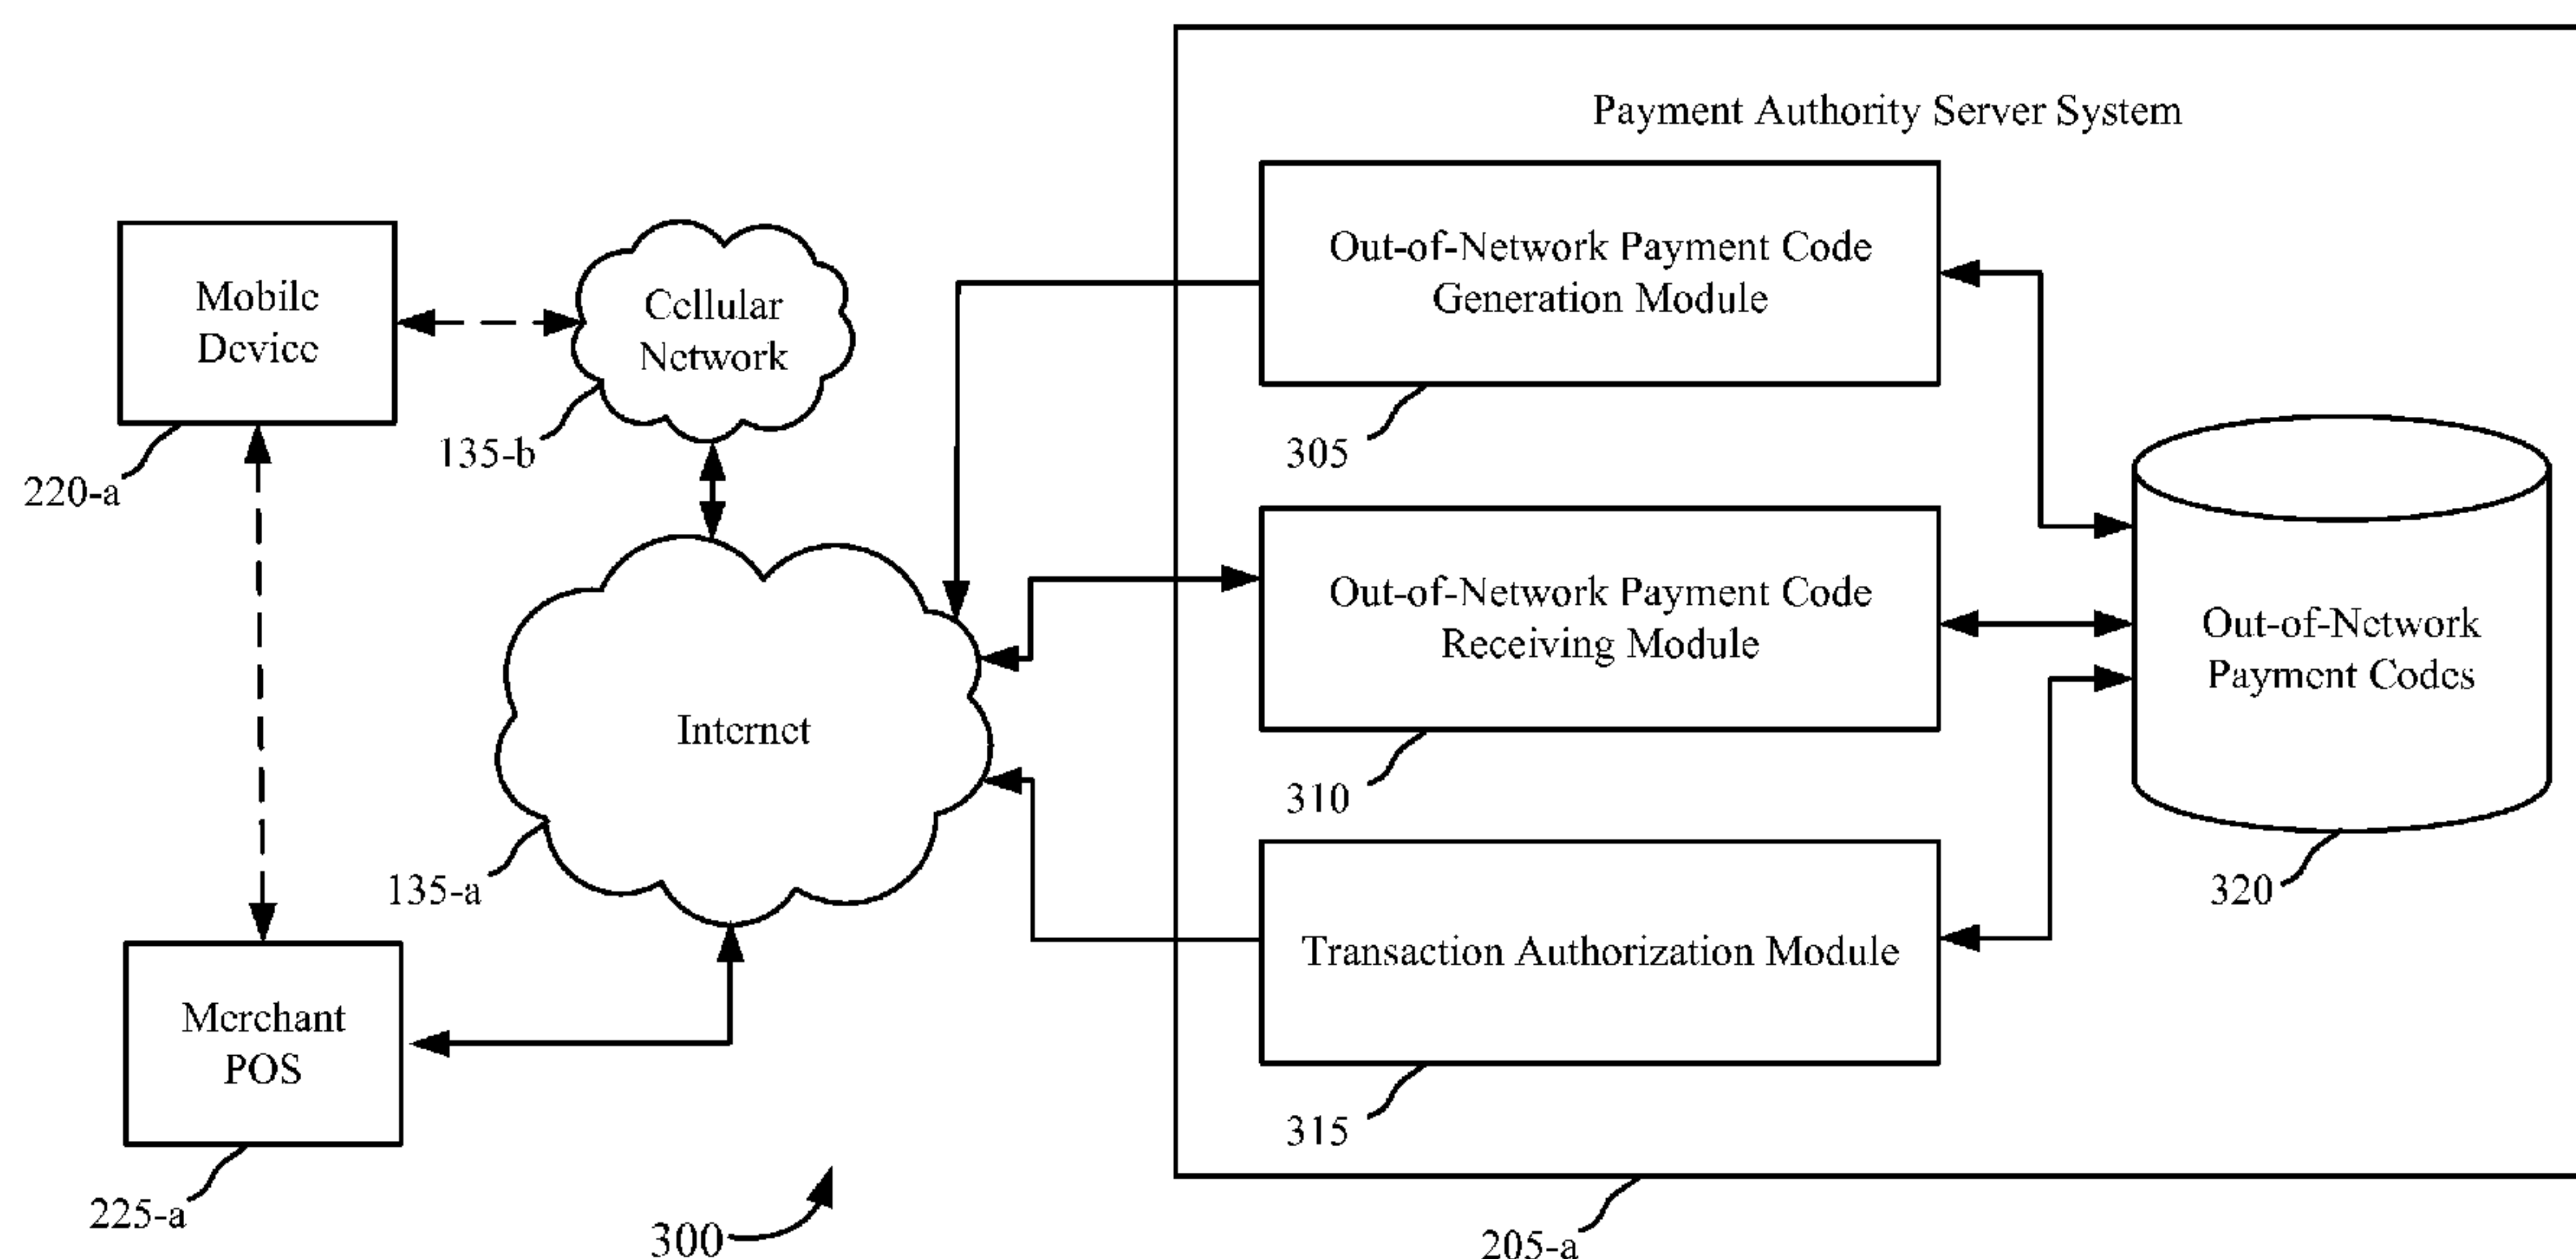 Payment Authority Server System
Out-of-Network Payment Code
Generation Module
305
Mobile
Device
220-a
Cellular
Network
135-b
Out-of-Network Payment Code
Receiving Module
310
Out-of-Network
Payment Codes
320
Internet
135-a
Transaction Authorization Module
315
Merchant
POS
225-a
300
205-a